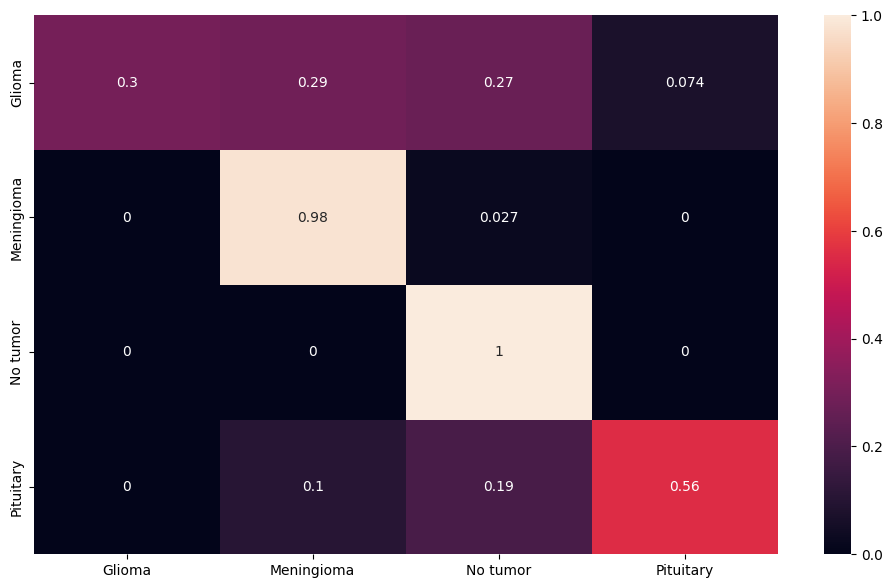 Glioma 0.3 0.29 0.27 0.074
Meningioma 0 0.98 0.027 0
No tumor 0 0 1 0
Pituitary 0 0.1 0.19 0.56
Glioma Meningioma No tumor Pituitary
1.0
0.8
0.6
0.4
0.2
0.0